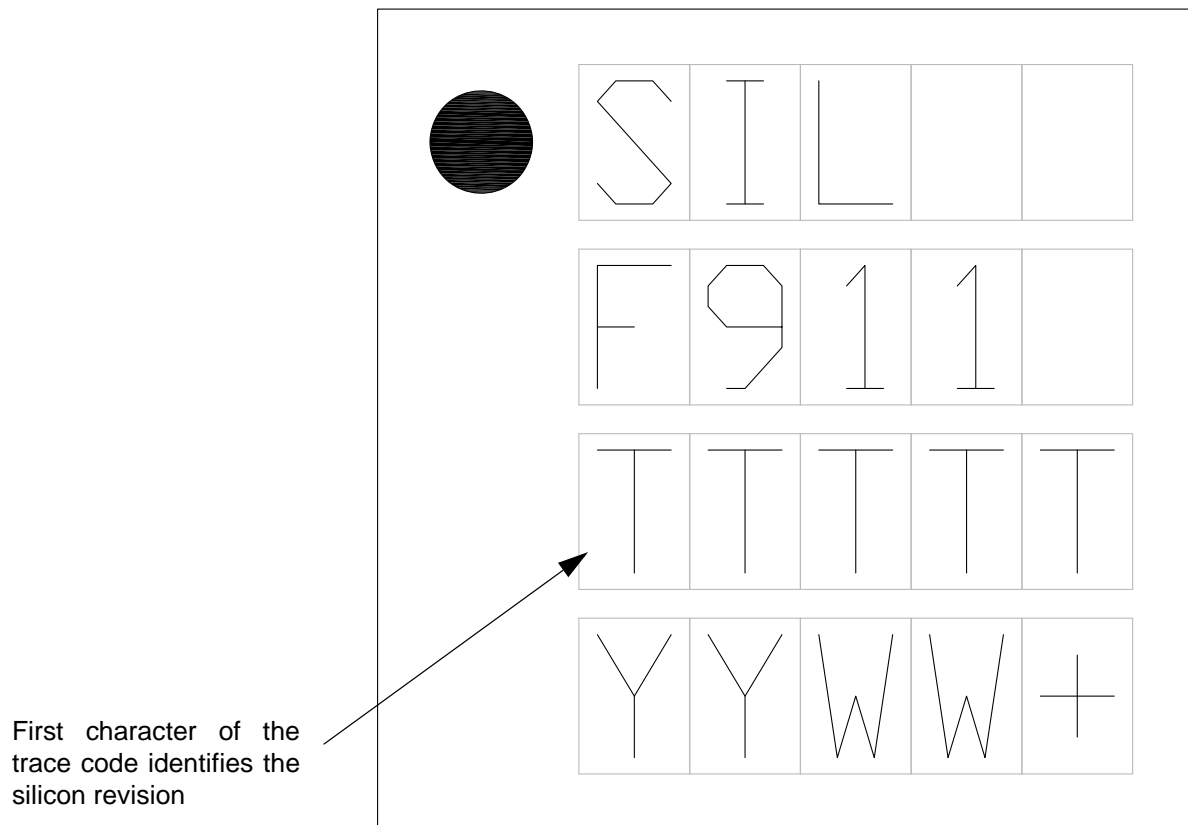 SIL
F911
TTTTT
YYWW+
First character of the
trace code identifies the
silicon revision